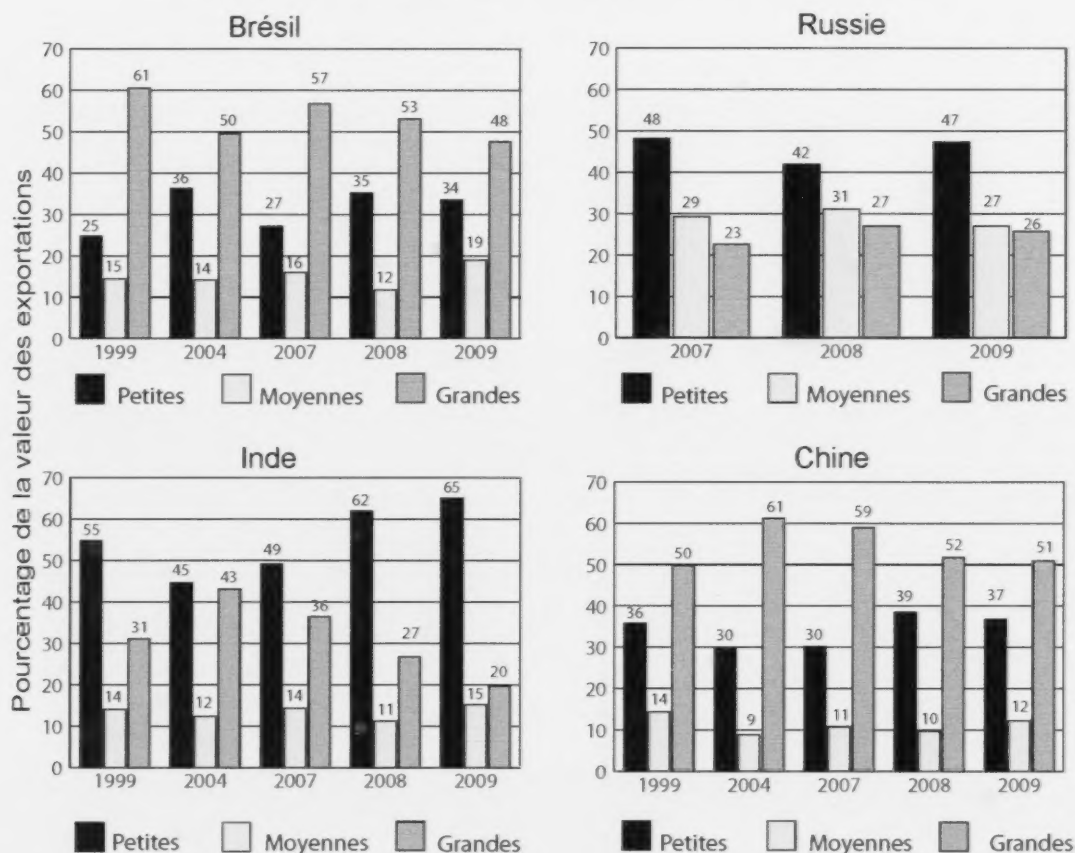 Pourcentage de la valeur des exportations
Brésil
70
60
50
40
30
20
10
0
25 15 61
36 14 50
27 16 57
35 12 53
34 19 48
1999 2004 2007 2008 2009
Petites Moyennes Grandes
Russie
70
60
50
40
30
20
10
0
48 29 23
42 31 27
47 27 26
2007 2008 2009
Petites Moyennes Grandes
Inde
70
60
50
40
30
20
10
0
55 14 31
45 12 43
49 14 36
62 11 27
65 15 20
1999 2004 2007 2008 2009
Petites Moyennes Grandes
Chine
70
60
50
40
30
20
10
0
36 14 50
30 9 61
30 11 59
39 10 52
37 12 51
1999 2004 2007 2008 2009
Petites Moyennes Grandes